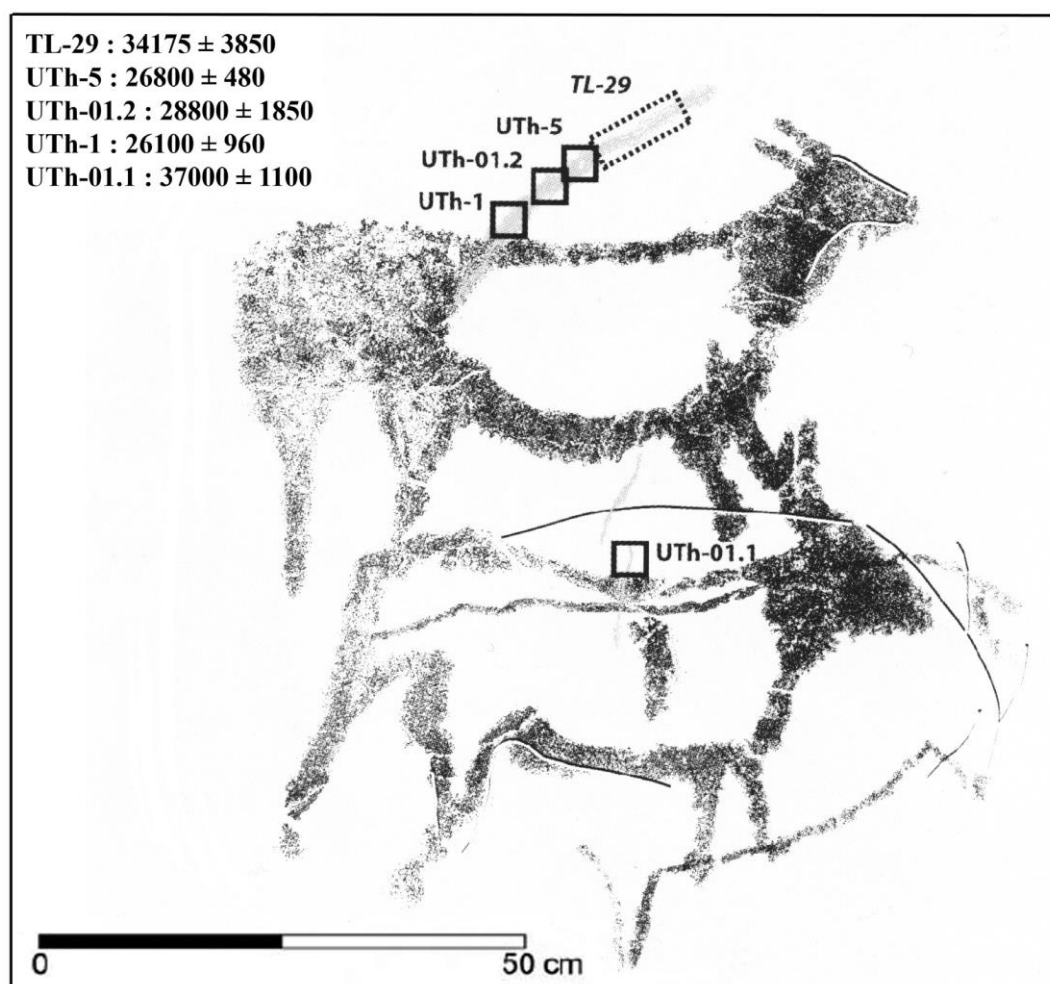 TL-29 : 34175 ± 3850
UTh-5 : 26800 ± 480
UTh-01.2 : 28800 ± 1850
UTh-1 : 26100 ± 960
UTh-01.1 : 37000 ± 1100
TL-29
UTh-5
UTh-01.2
UTh-1
UTh-01.1
0 50 cm